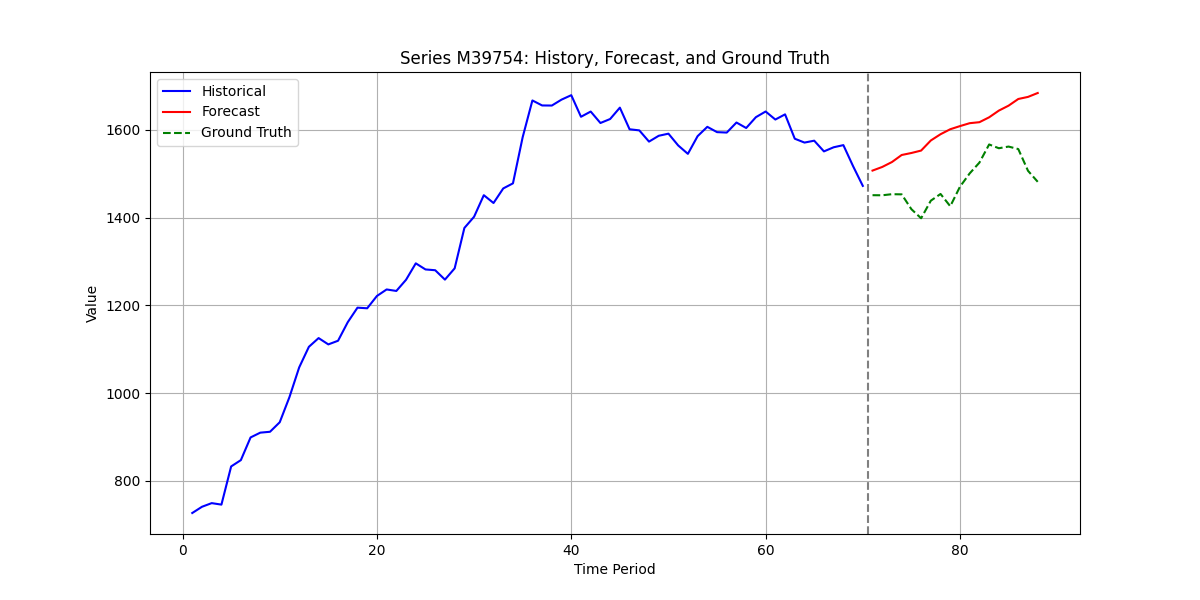 Series M39754: History, Forecast, and Ground Truth
Historical
Forecast
Ground Truth
Value
1600
1400
1200
1000
800
0 20 40 60 80
Time Period